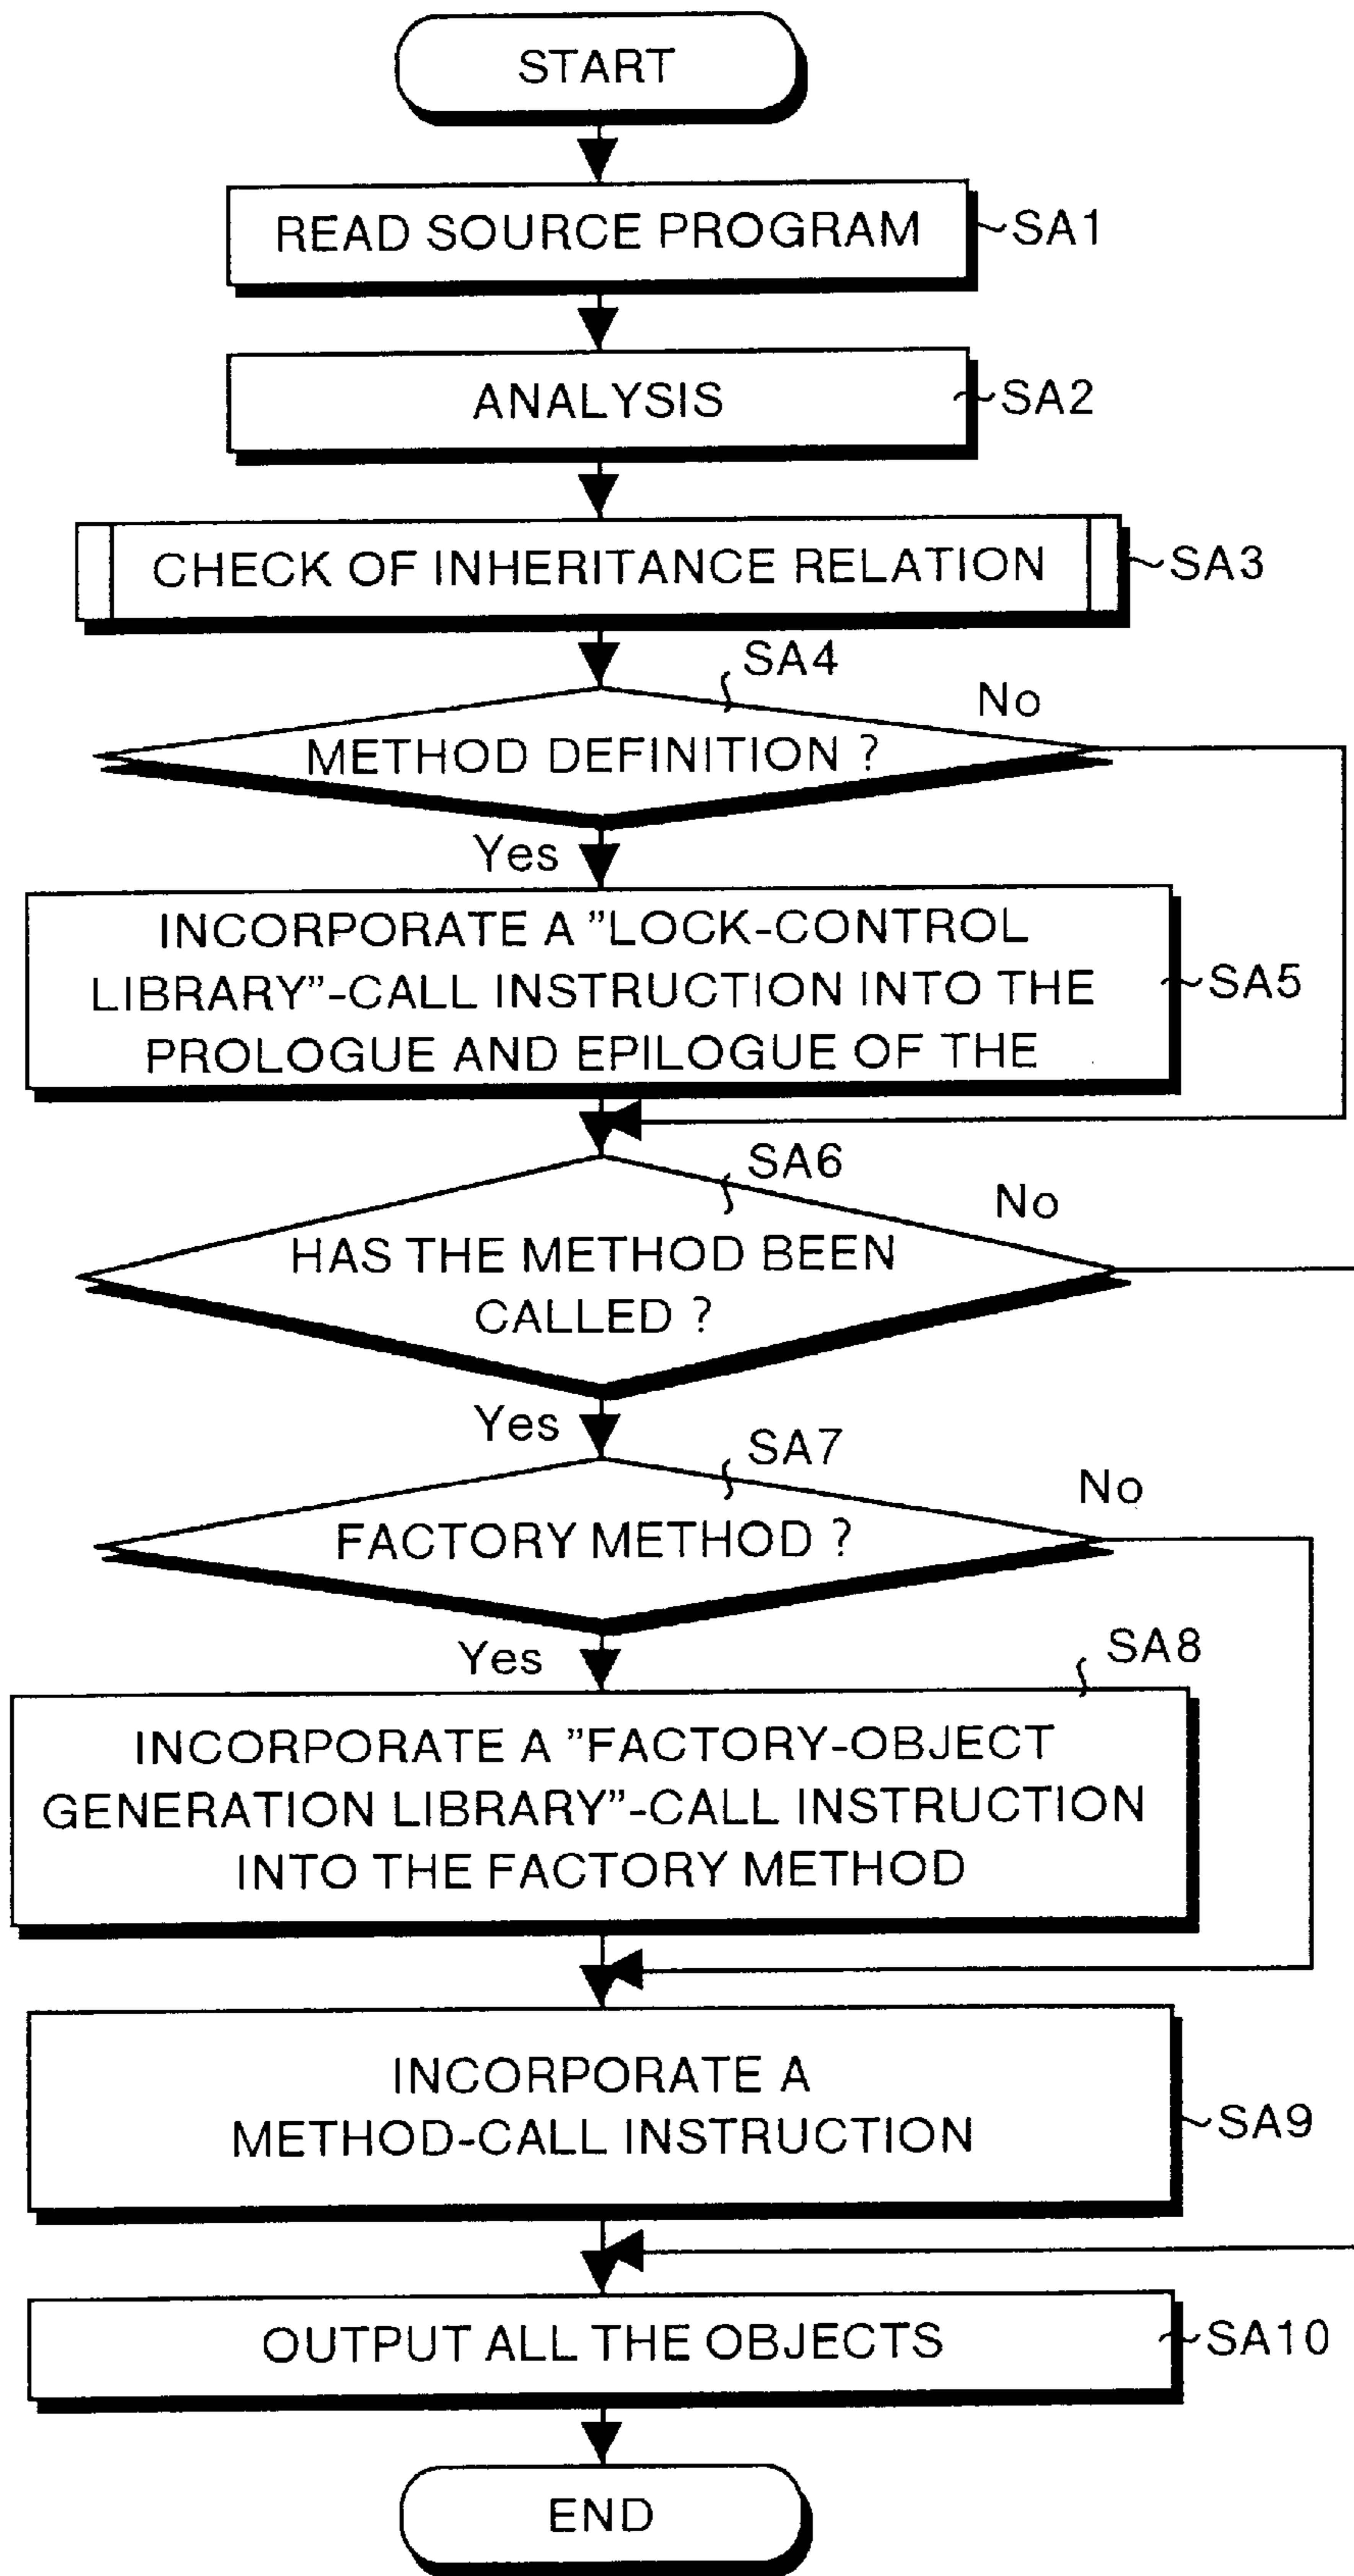 START
READ SOURCE PROGRAM
SA1
ANALYSIS
SA2
CHECK OF INHERITANCE RELATION
SA3
SA4
No
METHOD DEFINITION ?
Yes
INCORPORATE A ”LOCK-CONTROL
LIBRARY”-CALL INSTRUCTION INTO THE
PROLOGUE AND EPILOGUE OF THE
SA5
SA6
No
HAS THE METHOD BEEN
CALLED ?
Yes
SA7
No
FACTORY METHOD ?
Yes
SA8
INCORPORATE A ”FACTORY-OBJECT
GENERATION LIBRARY”-CALL INSTRUCTION
INTO THE FACTORY METHOD
INCORPORATE A
METHOD-CALL INSTRUCTION
SA9
OUTPUT ALL THE OBJECTS
SA10
END